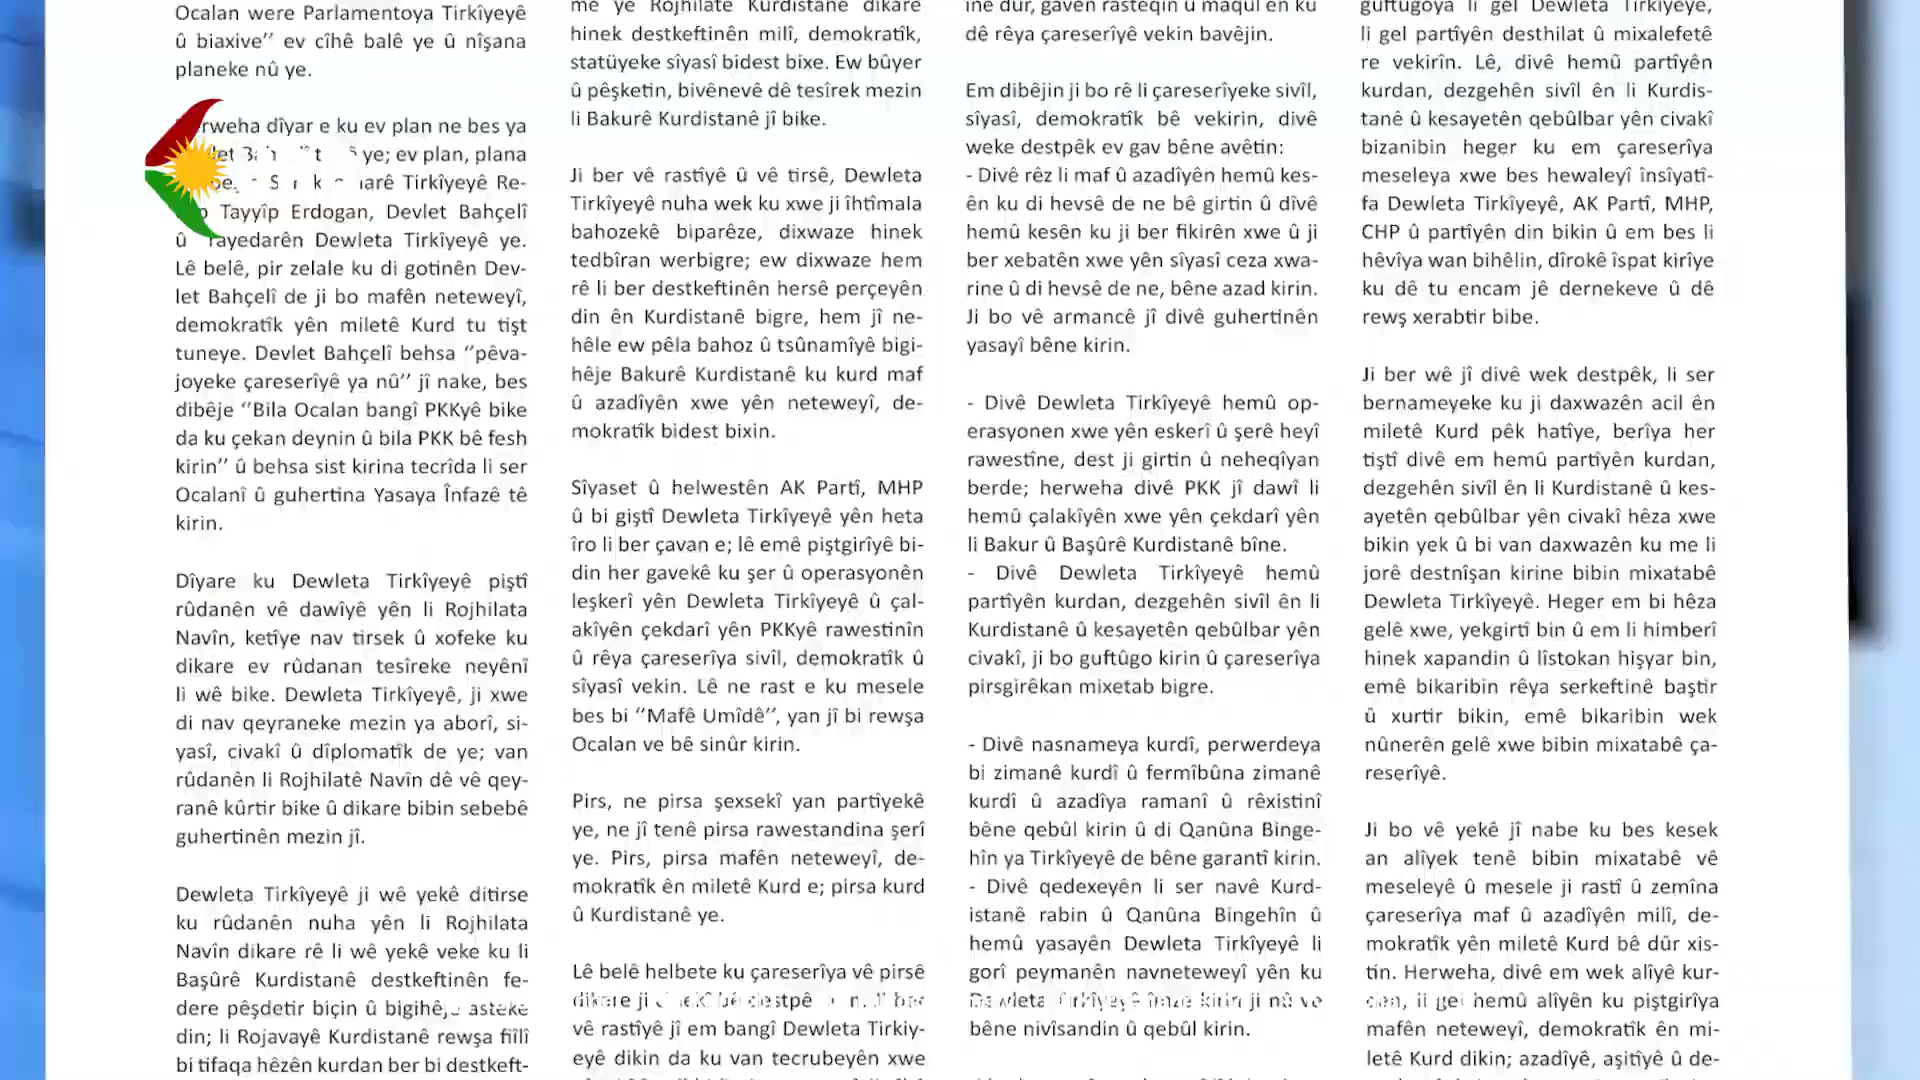 Ocalan were Parlamentoya Tirkîyeyê
û biaxive’’ ev cîhê balê ye û nîşana
planeke nû ye.
dîyar e ku ev plan ne bes ya
ye; ev plan, plana
Tirkîyeyê Re-
Tayyîp Erdogan, Devlet Bahçelî
û Tayedarên Dewleta Tirkîyeyê ye.
Lê belê, pir zelale ku di gotinên Dev-
let Bahçelî de ji bo mafên neteweyî,
demokratîk yên miletê Kurd tu tişt
tuneye. Devlet Bahçelî behsa ‘’pêva-
joyeke çareserîyê ya nû’’ jî nake, bes
dibêje ‘’Bila Ocalan bangî PKKyê bike
da ku çekan deynin û bila PKK bê fesh
kirin’’ û behsa sist kirina tecrîda li ser
Ocalanî û guhertina Yasaya Înfazê tê
kirin.
Dîyare ku Dewleta Tirkîyeyê piştî
rûdanên vê dawîyê yên li Rojhilata
Navîn, ketîye nav tirsek û xofeke ku
dikare ev rûdanan tesîreke neyênî
li wê bike. Dewleta Tirkîyeyê, ji xwe
di nav qeyraneke mezin ya aborî, si-
yasî, civakî û dîplomatîk de ye; van
rûdanên li Rojhilatê Navîn dê vê qey-
ranê kûrtir bike û dikare bibin sebebê
guhertinên mezin jî.
Dewleta Tirkîyeyê ji wê yekê ditirse
ku rûdanên nuha yên li Rojhilata
Navîn dikare rê li wê yekê veke ku li
Başûrê Kurdistanê destkeftinên fe-
dere pêşdetir biçin û bigihêje asteke
din; li Rojavayê Kurdistanê rewşa fiîlî
bi tifaqa hêzên kurdan ber bi destkeft-
me ye Rojhilatê Kurdistanê dikare
hinek destkeftinên milî, demokratîk,
statüyeke sîyasî bidest bixe. Ew bûyer
û pêşketin, bivênevê dê tesîrek mezin
li Bakurê Kurdistanê jî bike.
Ji ber vê rastîyê û vê tirsê, Dewleta
Tirkîyeyê nuha wek ku xwe ji îhtîmala
bahozekê biparêze, dixwaze hinek
tedbîran werbigre; ew dixwaze hem
rê li ber destkeftinên hersê perçeyên
din ên Kurdistanê bigre, hem jî ne-
hêle ew pêla bahoz û tsûnamîyê bigi-
hêje Bakurê Kurdistanê ku kurd maf
û azadîyên xwe yên neteweyî, de-
mokratîk bidest bixin.
Sîyaset û helwestên AK Partî, MHP
û bi giştî Dewleta Tirkîyeyê yên heta
îro li ber çavan e; lê emê piştgirîyê bi-
din her gavekê ku şer û operasyonên
leşkerî yên Dewleta Tirkîyeyê û çal-
akîyên çekdarî yên PKKyê rawestinîn
û rêya çareserîya sivîl, demokratîk û
sîyasî vekin. Lê ne rast e ku mesele
bes bi ‘’Mafê Umîdê’’, yan jî bi rewşa
Ocalan ve bê sinûr kirin.
Pirs, ne pirsa şexsekî yan partîyekê
ye, ne jî tenê pirsa rawestandina şerî
ye. Pirs, pirsa mafên neteweyî, de-
mokratîk ên miletê Kurd e; pirsa kurd
û Kurdistanê ye.
Lê belê helbete ku çareserîya vê pirsê
dikare ji destpê
vê rastîyê jî em bangî Dewleta Tirkiy-
eyê dikin da ku van tecrubeyên xwe
ine dur, gavên rasteqîn û maqûl ên ku
dê rêya çareserîyê vekin bavêjin.
Em dibêjin ji bo rê li çareserîyeke sivîl,
sîyasî, demokratîk bê vekirin, divê
weke destpêk ev gav bêne avêtin:
- Divê rêz li maf û azadîyên hemû kes-
ên ku di hevsê de ne bê girtin û dîvê
hemû kesên ku ji ber fikirên xwe û ji
ber xebatên xwe yên sîyasî ceza xwa-
rine û di hevsê de ne, bêne azad kirin.
Ji bo vê armancê jî divê guhertinên
yasayî bêne kirin.
- Divê Dewleta Tirkîyeyê hemû op-
erasyonen xwe yên eskerî û şerê heyî
rawestîne, dest ji girtin û neheqîyan
berde; herweha divê PKK jî dawî li
hemû çalakîyên xwe yên çekdarî yên
li Bakur û Başûrê Kurdistanê bîne.
- Divê Dewleta Tirkîyeyê hemû
partîyên kurdan, dezgehên sivîl ên li
Kurdistanê û kesayetên qebûlbar yên
civakî, ji bo guftûgo kirin û çareserîya
pirsgirêkan mixetab bigre.
- Divê nasnameya kurdî, perwerdeya
bi zimanê kurdî û fermîbûna zimanê
kurdî û azadîya ramanî û rêxistinî
bêne qebûl kirin û di Qanûna Binge-
hîn ya Tirkîyeyê de bêne garantî kirin.
- Divê qedexeyên li ser navê Kurd-
istanê rabin û Qanûna Bingehîn û
hemû yasayên Dewleta Tirkîyeyê li
gorî peymanên navneteweyî yên ku
Dewleta Tirkîyeyê îmze kirin ji nû ve
bêne nivîsandin û qebûl kirin.
guftûgoya li gel Dewleta Tirkîyeyê,
li gel partîyên desthilat û mixalefetê
re vekirîn. Lê, divê hemû partîyên
kurdan, dezgehên sivîl ên li Kurdis-
tanê û kesayetên qebûlbar yên civakî
bizanibin heger ku em çareserîya
meseleya xwe bes hewaleyî însîyatî-
fa Dewleta Tirkîyeyê, AK Partî, MHP,
CHP û partîyên din bikin û em bes li
hêvîya wan bihêlin, dîrokê îspat kirîye
ku dê tu encam jê dernekeve û dê
rewş xerabtir bibe.
Ji ber wê jî divê wek destpêk, li ser
bernameyeke ku ji daxwazên acil ên
miletê Kurd pêk hatîye, berîya her
tiştî divê em hemû partîyên kurdan,
dezgehên sivîl ên li Kurdistanê û kes-
ayetên qebûlbar yên civakî hêza xwe
bikin yek û bi van daxwazên ku me li
jorê destnîşan kirine bibin mixatabê
Dewleta Tirkîyeyê. Heger em bi hêza
gelê xwe, yekgirtî bin û em li himberî
hinek xapandin û lîstokan hişyar bin,
emê bikaribin rêya serkeftinê baştir
û xurtir bikin, emê bikaribin wek
nûnerên gelê xwe bibin mixatabê ça-
reserîyê.
Ji bo vê yekê jî nabe ku bes kesek
an alîyek tenê bibin mixatabê vê
meseleyê û mesele ji rastî û zemîna
çareserîya maf û azadîyên milî, de-
mokratîk yên miletê Kurd bê dûr xis-
tin. Herweha, divê em wek alîyê kur-
dan, li gel hemû alîyên ku piştgirîya
mafên neteweyî, demokratîk ên mi-
letê Kurd dikin; azadîyê, aşitîyê û de-